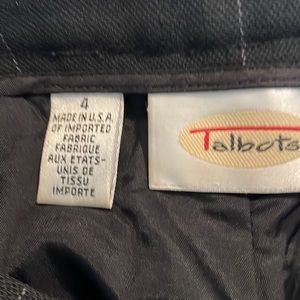 4
MADE IN U.S.A.
OF IMPORTED
FABRIC
FABRIQUE
AUX ETATS-
UNIS DE
TISSU
IMPORTE
Talbots